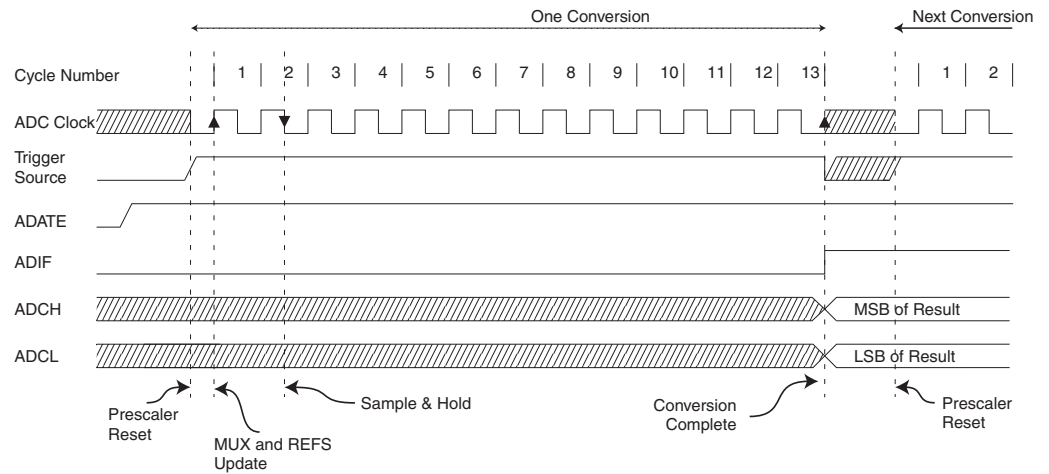 One Conversion
Next Conversion
Cycle Number
1 2 3 4 5 6 7 8 9 10 11 12 13 1 2
ADC Clock
Trigger
Source
ADATE
ADIF
ADCH
MSB of Result
ADCL
LSB of Result
Prescaler
Reset
MUX and REFS
Update
Sample & Hold
Conversion
Complete
Prescaler
Reset